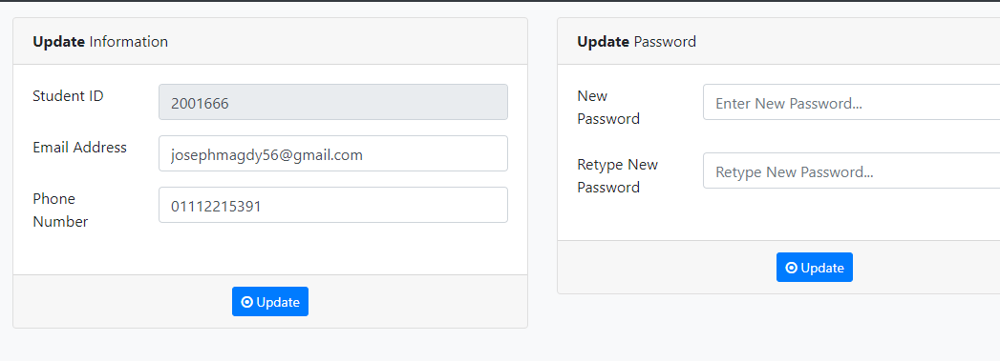 Update Information
Student ID
2001666
Email Address
josephmagdy56@gmail.com
Phone
Number
01112215391
Update
Update Password
New
Password
Enter New Password...
Retype New
Password
Retype New Password...
Update